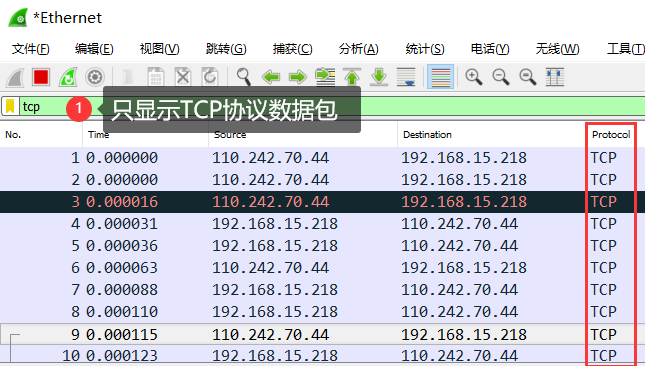 *Ethernet
文件(F) 编辑(E) 视图(V) 跳转(G) 捕获(C) 分析(A) 统计(S) 电话(Y) 无线(W) 工具(T)
tcp 1 只显示TCP协议数据包
No. Time Source Destination Protocol
1 0.000000 110.242.70.44 192.168.15.218 TCP
2 0.000000 110.242.70.44 192.168.15.218 TCP
3 0.000016 110.242.70.44 192.168.15.218 TCP
4 0.000031 192.168.15.218 110.242.70.44 TCP
5 0.000036 192.168.15.218 110.242.70.44 TCP
6 0.000063 110.242.70.44 192.168.15.218 TCP
7 0.000088 192.168.15.218 110.242.70.44 TCP
8 0.000110 192.168.15.218 110.242.70.44 TCP
9 0.000115 110.242.70.44 192.168.15.218 TCP
10 0.000123 192.168.15.218 110.242.70.44 TCP